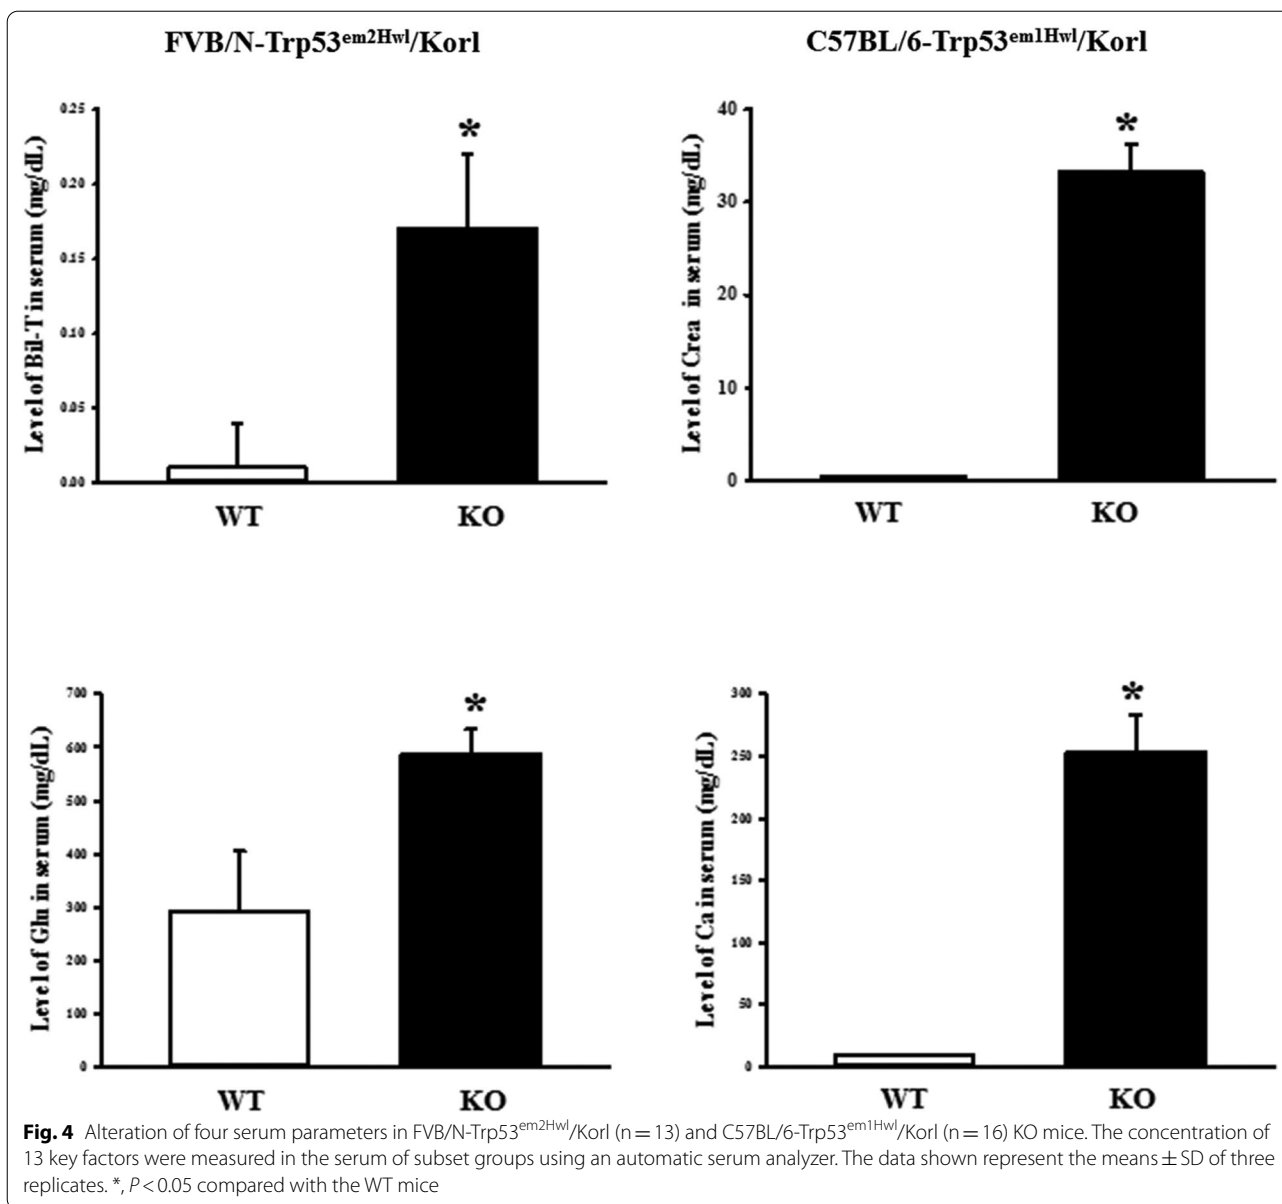 FVB/N-Trp53em2Hwl/Korl
C57BL/6-Trp53em1Hwl/Korl
Level of Bil-T in serum (mg/dL)
0.25
0.20
0.15
0.10
0.05
0.00
*
WT
KO
Level of Crea in serum (mg/dL)
40
30
20
10
0
*
WT
KO
Level of Glu in serum (mg/dL)
700
600
500
400
300
200
100
0
*
WT
KO
Level of Ca in serum (mg/dL)
300
250
200
150
100
50
0
*
WT
KO
Fig. 4 Alteration of four serum parameters in FVB/N-Trp53em2Hwl/Korl (n = 13) and C57BL/6-Trp53em1Hwl/Korl (n = 16) KO mice. The concentration of
13 key factors were measured in the serum of subset groups using an automatic serum analyzer. The data shown represent the means ± SD of three
replicates. *, P < 0.05 compared with the WT mice